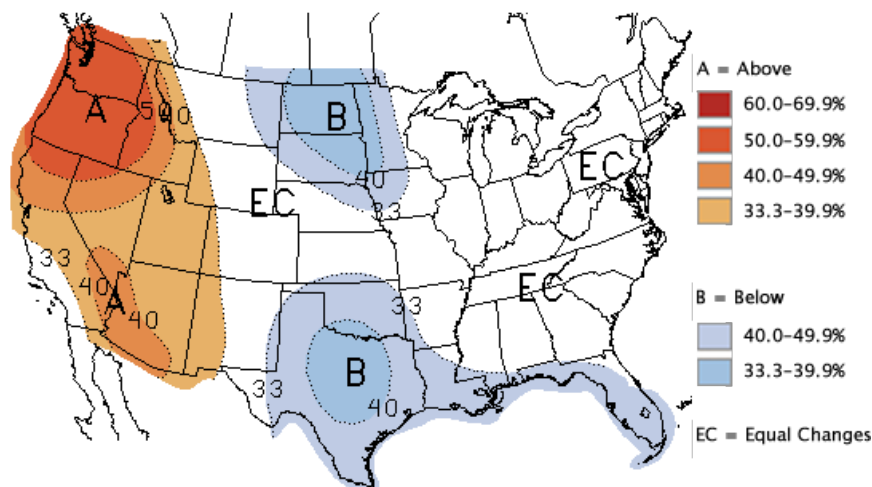 A = Above
60.0–69.9%
50.0–59.9%
40.0–49.9%
33.3–39.9%
B = Below
40.0–49.9%
33.3–39.9%
EC = Equal Changes
A
50
40
B
40
33
EC
EC
33
40
A
40
33
EC
B
33
40